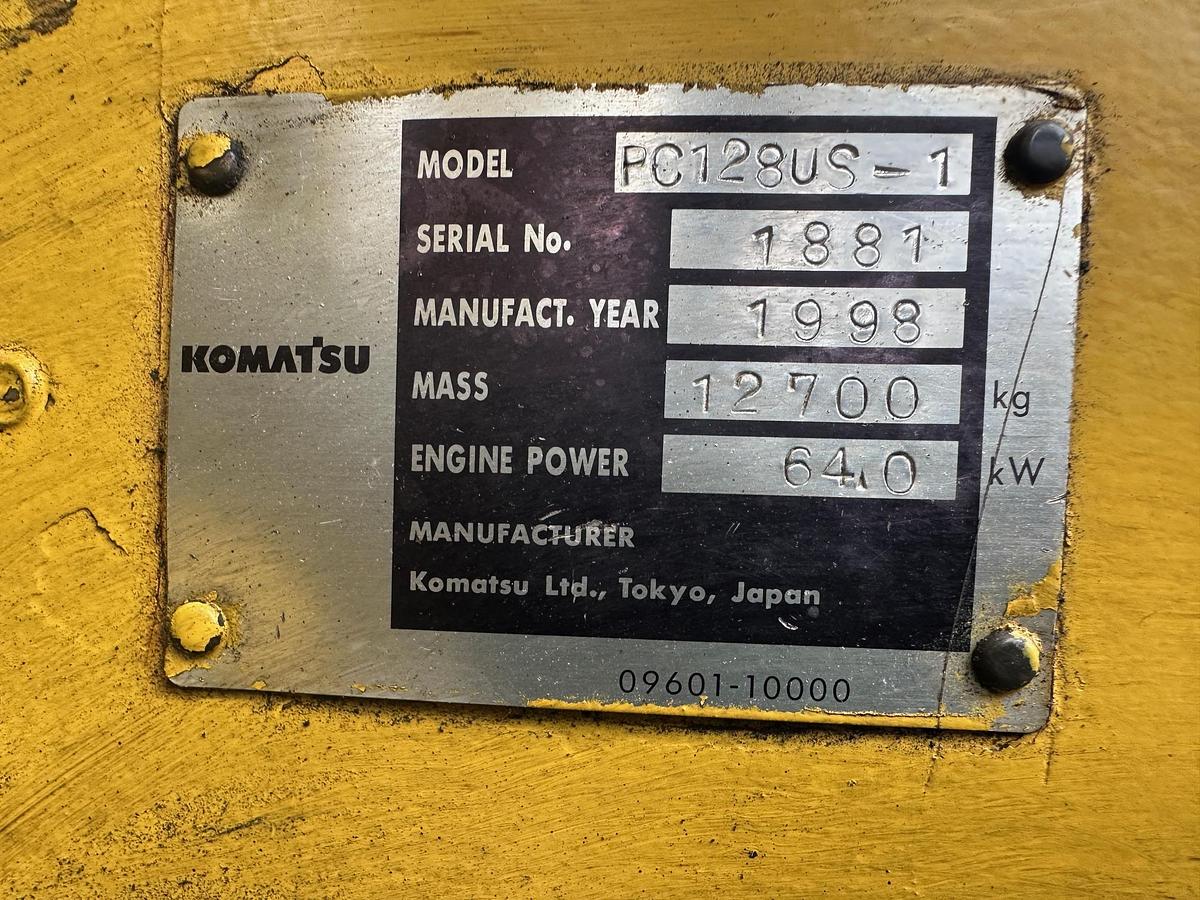 MODEL PC128US-1
SERIAL No. 1881
MANUFACT. YEAR 1998
KOMATSU
MASS 12700 kg
ENGINE POWER 64.0 kW
MANUFACTURER
Komatsu Ltd., Tokyo, Japan
09601-10000